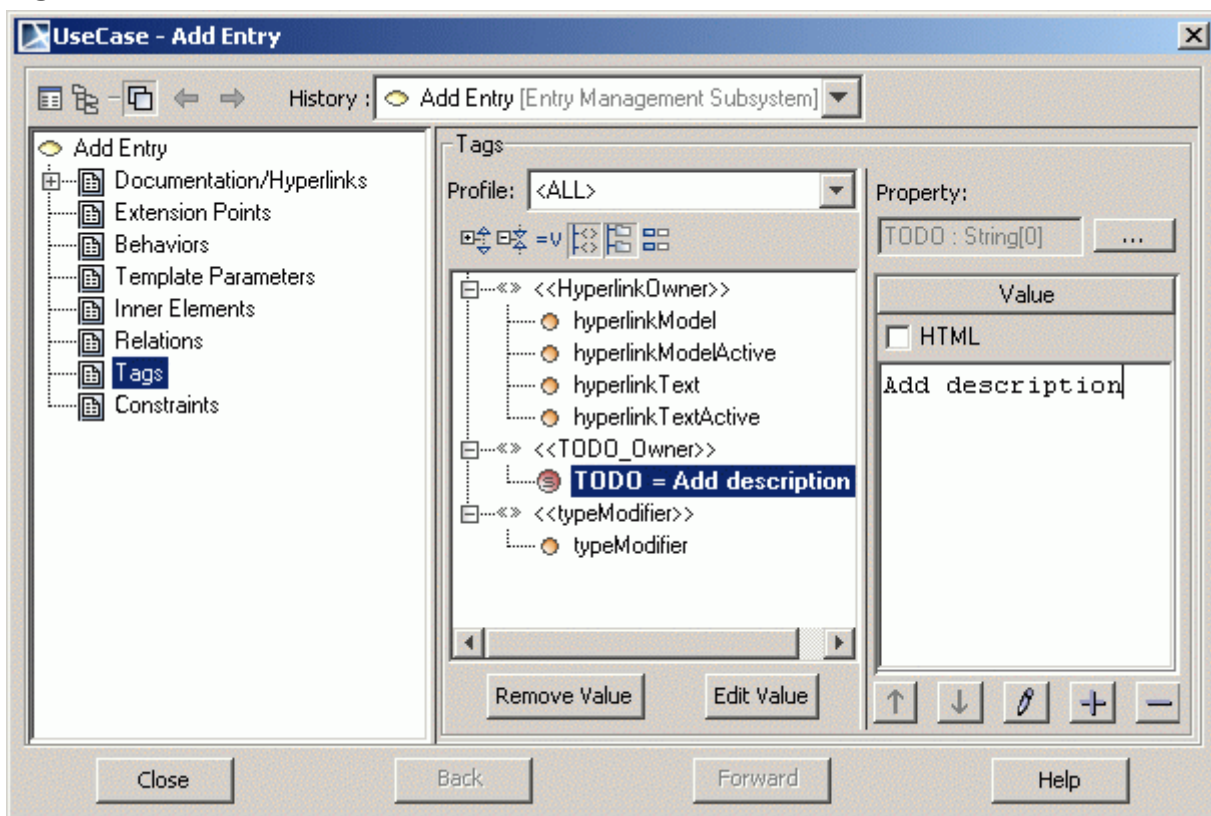 UseCase - Add Entry
History : Add Entry [Entry Management Subsystem]
Add Entry
Documentation/Hyperlinks
Extension Points
Behaviors
Template Parameters
Inner Elements
Relations
Tags
Constraints
Tags
Profile: <ALL>
=v
«» <<HyperlinkOwner>>
hyperlinkModel
hyperlinkModelActive
hyperlinkText
hyperlinkTextActive
«» <<TODO_Owner>>
TODO = Add description
«» <<typeModifier>>
typeModifier
Remove Value
Edit Value
Property:
TODO : String[0]
...
Value
HTML
Add description
Close
Back
Forward
Help